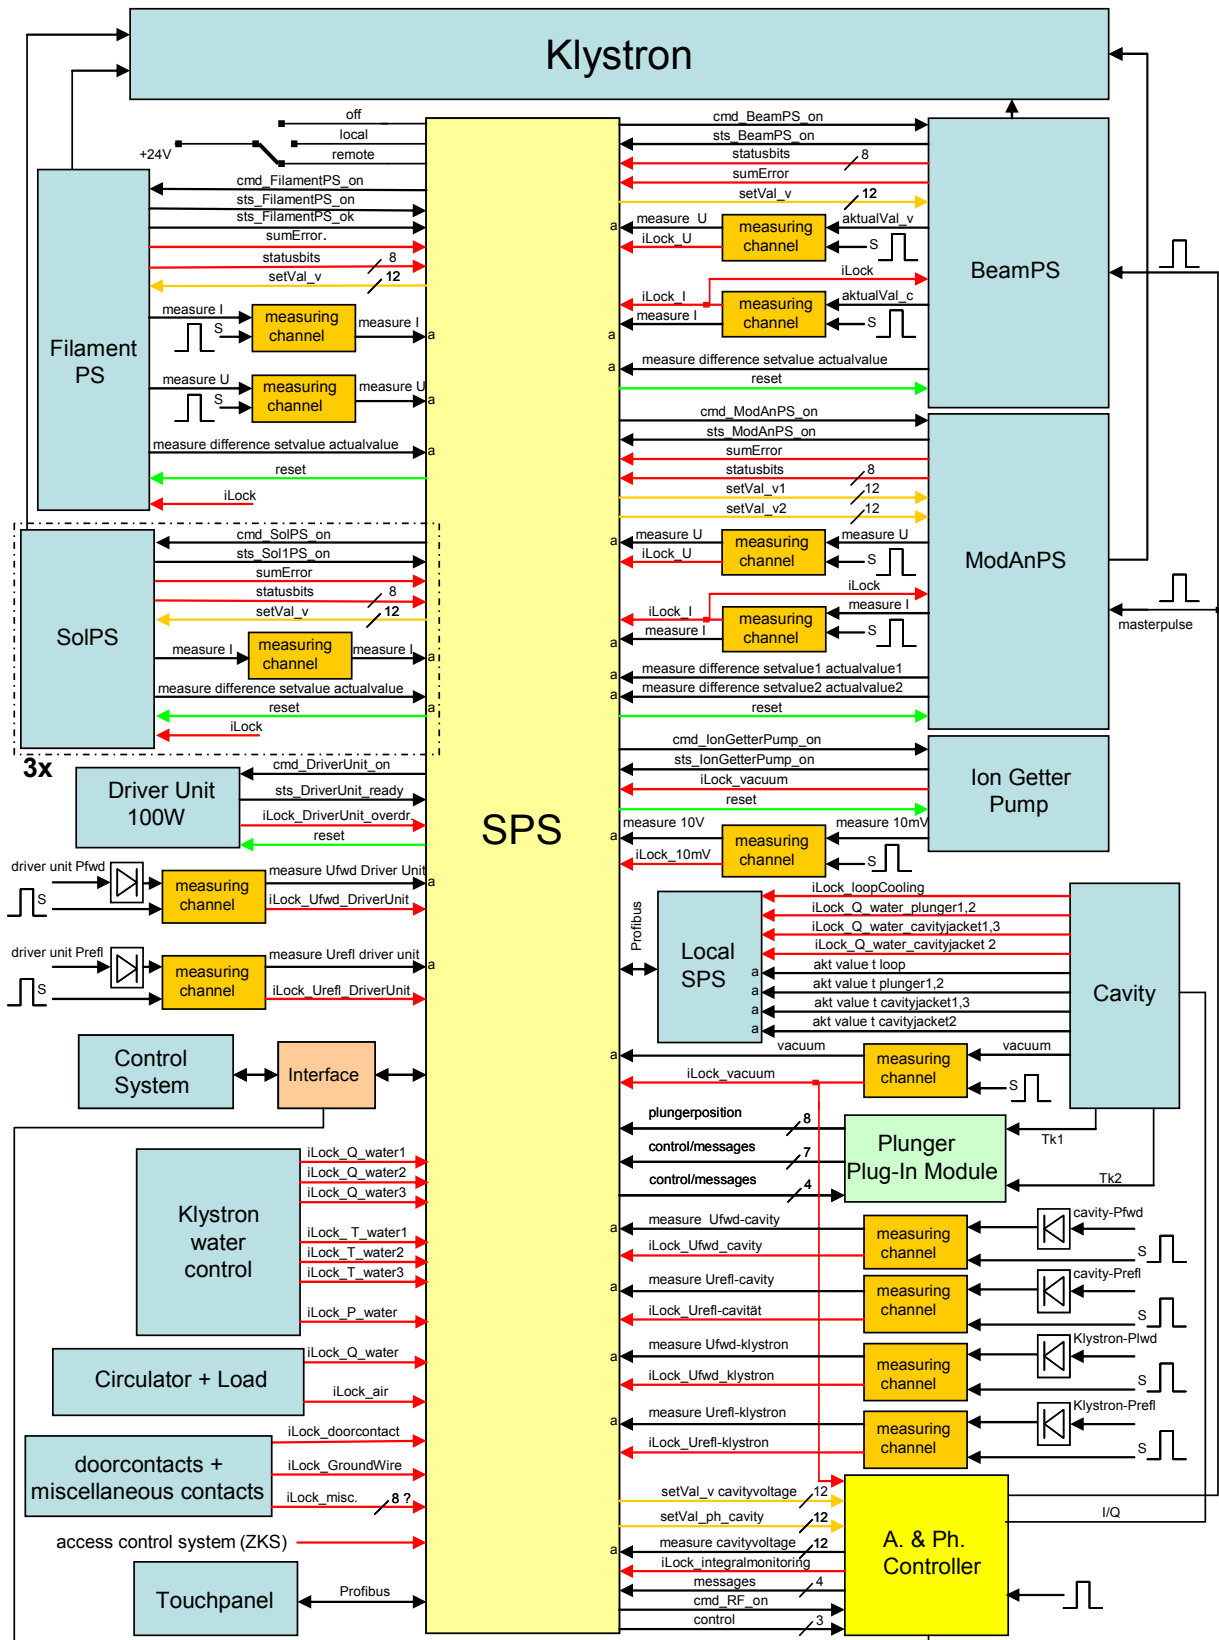 Klystron
off
local
+24V
remote
cmd_FilamentPS_on
sts_FilamentPS_on
sts_FilamentPS_ok
sumError.
statusbits
8
setVal_v
12
measure I
S
measuring
channel
measure I
a
Filament
PS
measure U
S
measuring
channel
measure U
a
measure difference setvalue actualvalue
a
reset
iLock
cmd_SolPS_on
sts_Sol1PS_on
sumError
statusbits
8
setVal_v
12
SolPS
measure I
measuring
channel
measure I
a
measure difference setvalue actualvalue
reset
a
iLock
3x
Driver Unit
100W
cmd_DriverUnit_on
sts_DriverUnit_ready
iLock_DriverUnit_overdr.
reset
driver unit Pfwd
S
measuring
channel
measure Ufwd Driver Unit
a
iLock_Ufwd_DriverUnit
driver unit Prefl
S
measuring
channel
measure Urefl driver unit
a
iLock_Urefl_DriverUnit
Control
System
Interface
Klystron
water
control
iLock_Q_water1
iLock_Q_water2
iLock_Q_water3
iLock_ T_water1
iLock_T_water2
iLock_T_water3
iLock_P_water
Circulator + Load
iLock_Q_water
iLock_air
doorcontacts +
miscellaneous contacts
iLock_doorcontact
iLock_GroundWire
iLock_misc.
8 ?
access control system (ZKS)
Touchpanel
Profibus
SPS
cmd_BeamPS_on
sts_BeamPS_on
statusbits
8
sumError
setVal_v
12
a
measure U
iLock_U
measuring
channel
aktualVal_v
S
BeamPS
iLock
iLock_I
measure I
a
measuring
channel
aktualVal_c
S
a
measure difference setvalue actualvalue
reset
cmd_ModAnPS_on
sts_ModAnPS_on
sumError
statusbits
8
setVal_v1
12
setVal_v2
12
a
measure U
iLock_U
measuring
channel
measure U
S
ModAnPS
iLock
iLock_I
measure I
a
measuring
channel
measure I
S
masterpulse
a
measure difference setvalue1 actualvalue1
a
measure difference setvalue2 actualvalue2
reset
cmd_IonGetterPump_on
sts_IonGetterPump_on
iLock_vacuum
reset
Ion Getter
Pump
a
measure 10V
iLock_10mV
measuring
channel
measure 10mV
S
Profibus
Local
SPS
iLock_loopCooling
iLock_Q_water_plunger1,2
iLock_Q_water_cavityjacket1,3
iLock_Q_water_cavityjacket 2
a
akt value t loop
a
akt value t plunger1,2
a
akt value t cavityjacket1,3
a
akt value t cavityjacket2
Cavity
a
vacuum
iLock_vacuum
measuring
channel
vacuum
S
plungerposition
8
control/messages
7
control/messages
4
Plunger
Plug-In Module
Tk1
Tk2
a
measure Ufwd-cavity
iLock_Ufwd_cavity
measuring
channel
cavity-Pfwd
S
a
measure Urefl-cavity
iLock_Urefl-cavität
measuring
channel
cavity-Prefl
S
a
measure Ufwd-klystron
iLock_Ufwd_klystron
measuring
channel
Klystron-Plwd
S
a
measure Urefl-klystron
iLock_Urefl-klystron
measuring
channel
Klystron-Prefl
S
setVal_v cavityvoltage
12
setVal_ph_cavity
12
a
measure cavityvoltage
12
iLock_integralmonitoring
messages
4
cmd_RF_on
control
3
A. & Ph.
Controller
I/Q